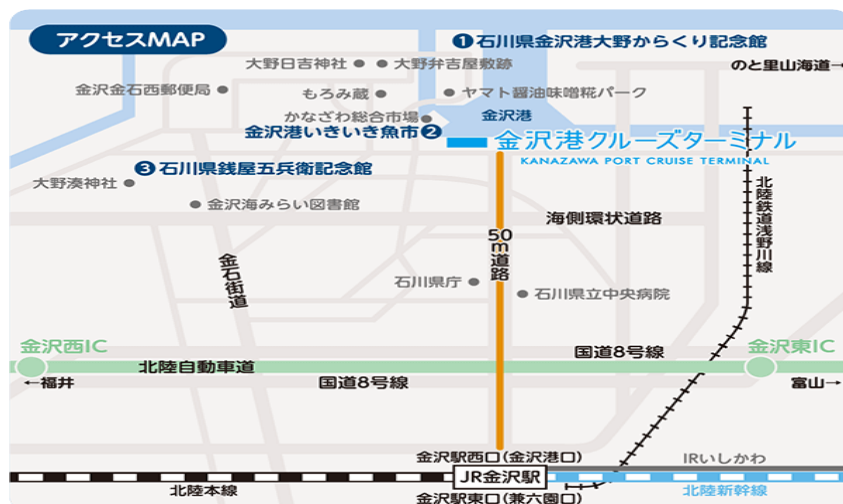 アクセスMAP
1 石川県金沢港大野からくり記念館
大野日吉神社
大野弁吉屋敷跡
のと里山海道→
金沢金石西郵便局
もろみ蔵
ヤマト醤油味噌糀パーク
かなざわ総合市場
金沢港
金沢港いきいき魚市 2
金沢港クルーズターミナル
KANAZAWA PORT CRUISE TERMINAL
3 石川県銭屋五兵衛記念館
大野湊神社
北陸鉄道浅野川線
金沢海みらい図書館
海側環状道路
50m道路
金石街道
石川県庁
石川県立中央病院
金沢西IC
国道8号線
金沢東IC
北陸自動車道
←福井
国道8号線
富山→
金沢駅西口(金沢港口)
IRいしかわ
JR金沢駅
北陸本線
北陸新幹線
金沢駅東口(兼六園口)